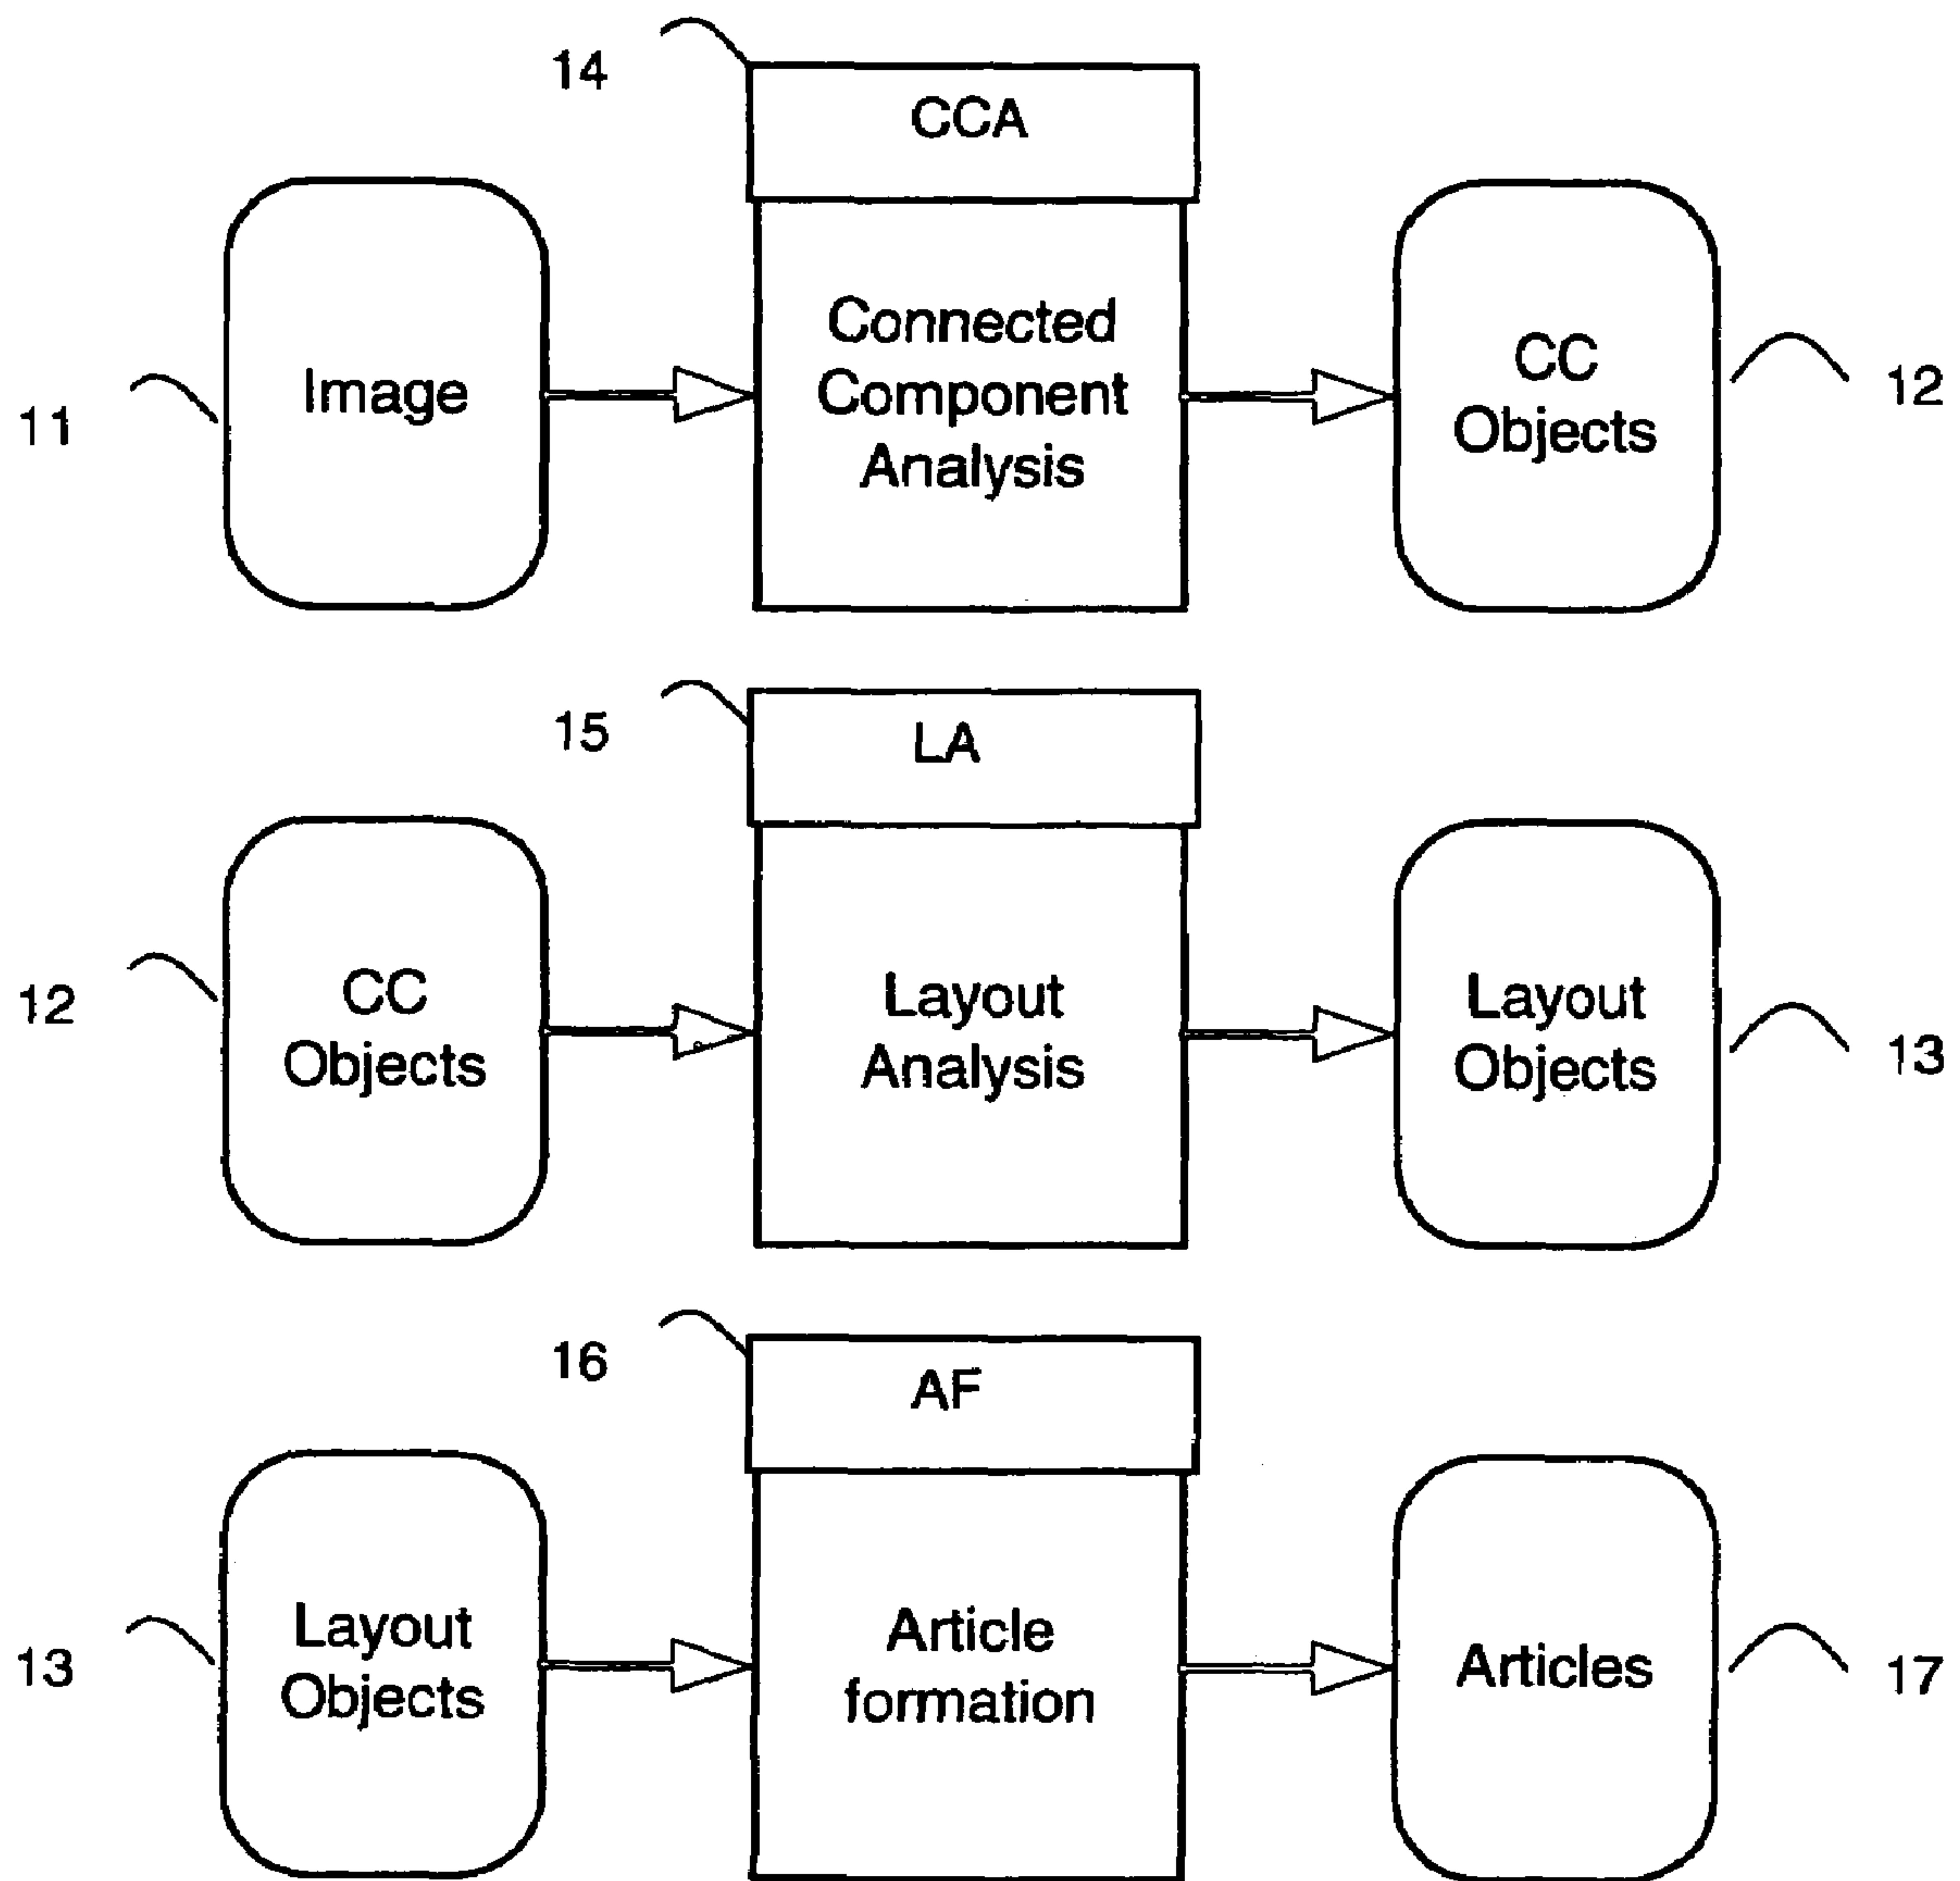 14
CCA
11
Image
Connected
Component
Analysis
CC
Objects
12
15
LA
12
CC
Objects
Layout
Analysis
Layout
Objects
13
16
AF
13
Layout
Objects
Article
formation
Articles
17